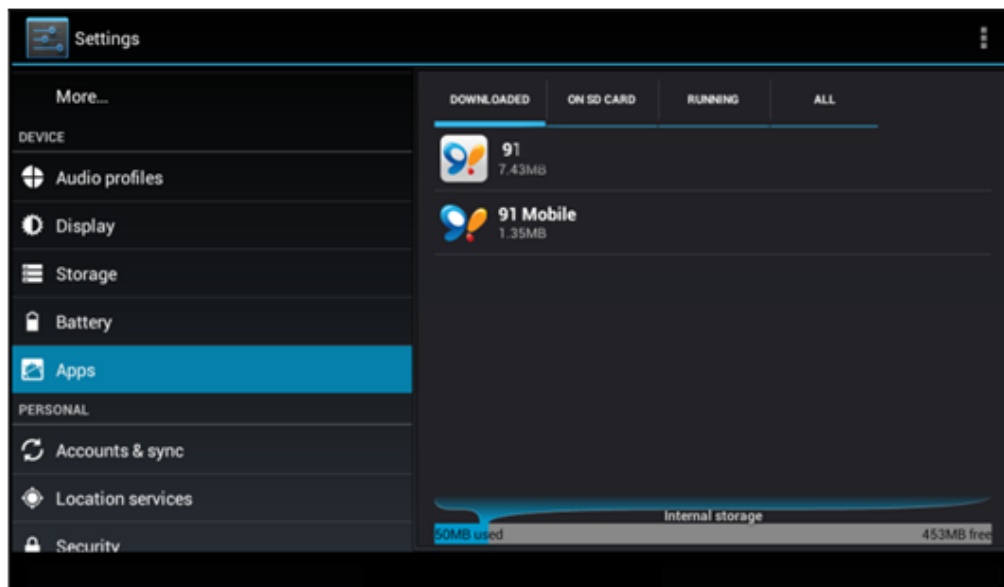 Settings
More...
DEVICE
Audio profiles
Display
Storage
Battery
Apps
PERSONAL
Accounts & sync
Location services
Security
DOWNLOADED
ON SD CARD
RUNNING
ALL
91
7.43MB
91 Mobile
1.35MB
Internal storage
50MB used
453MB free